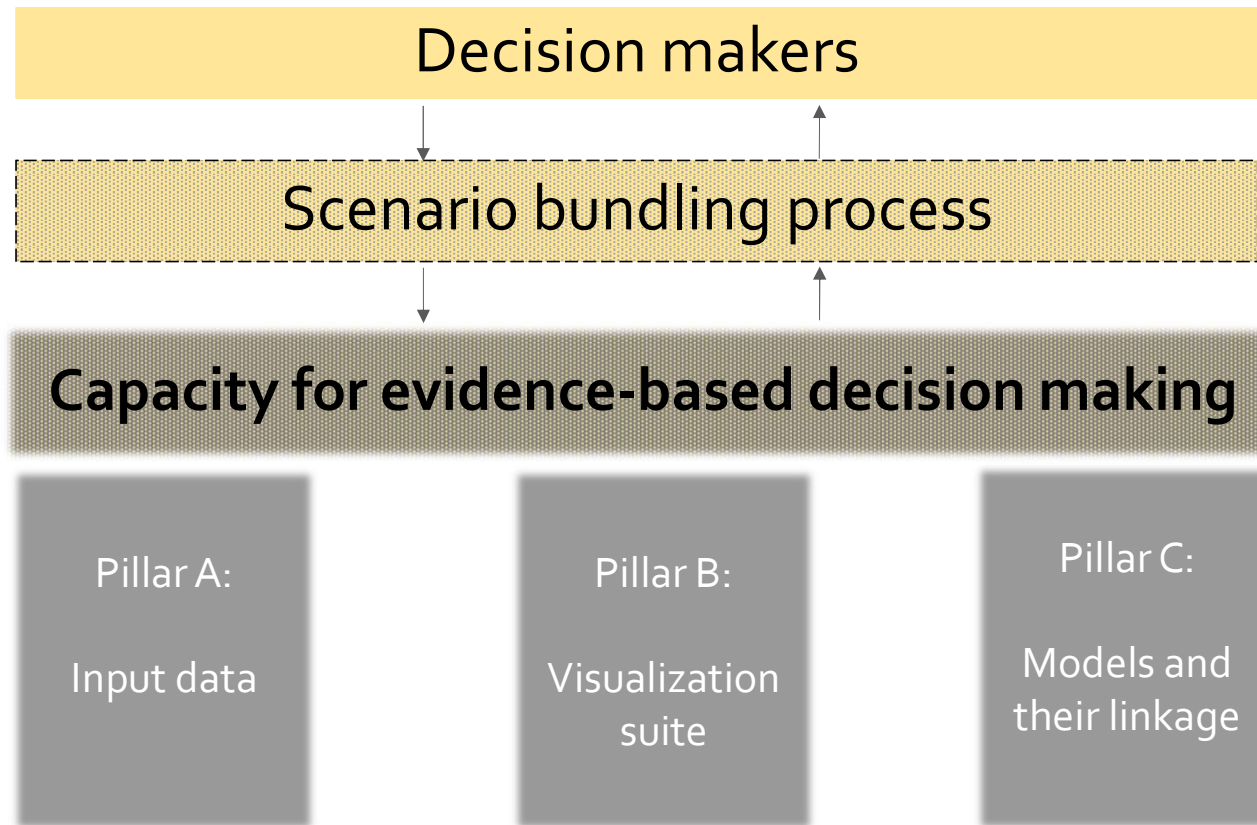 Decision makers
Scenario bundling process
Capacity for evidence-based decision making
Pillar A:
Input data
Pillar B:
Visualization
suite
Pillar C:
Models and
their linkage